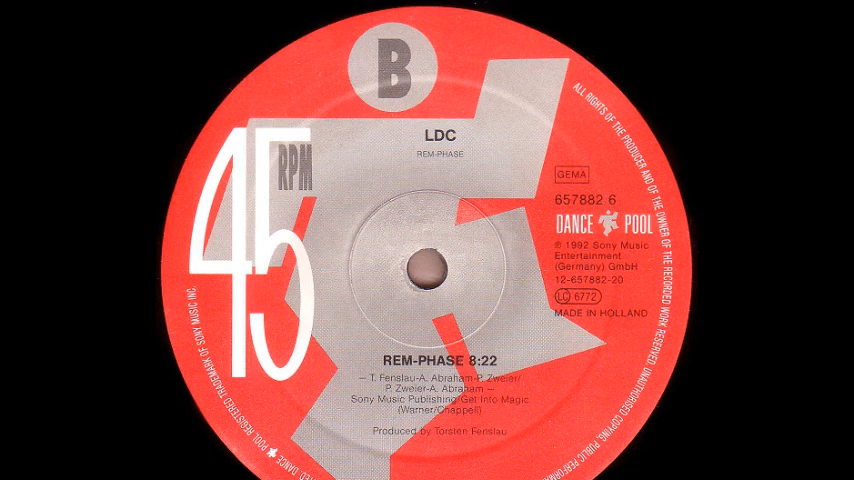 B
LDC
REM-PHASE
45
RPM
GEMA
657882 6
DANCE POOL
℗ 1992 Sony Music
Entertainment
(Germany) GmbH
12-657882-20
LC 6772
MADE IN HOLLAND
REM-PHASE 8:22
– T. Fenslau-A. Abraham-P. Zweier/
P. Zweier-A. Abraham –
Sony Music Publishing/Get Into Magic
(Warner/Chappell)
Produced by Torsten Fenslau
ALL RIGHTS OF THE PRODUCER AND OF THE OWNER OF THE RECORDED WORK RESERVED. UNAUTHORISED COPYING, PUBLIC
DANCE POOL REGISTERED TRADEMARK OF SONY MUSIC INC.